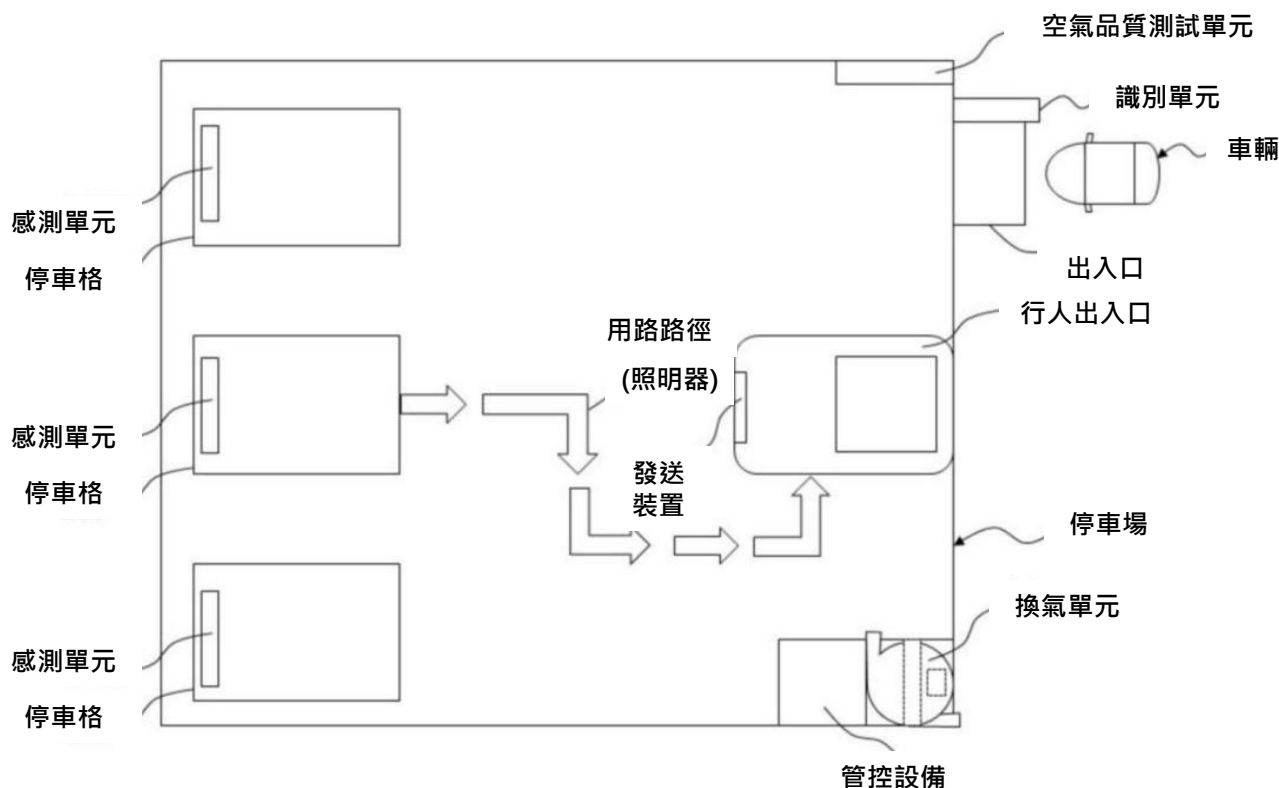 空氣品質測試單元
識別單元
車輛
感測單元
停車格
出入口
行人出入口
用路路徑
(照明器)
感測單元
停車格
發送
裝置
停車場
換氣單元
感測單元
停車格
管控設備